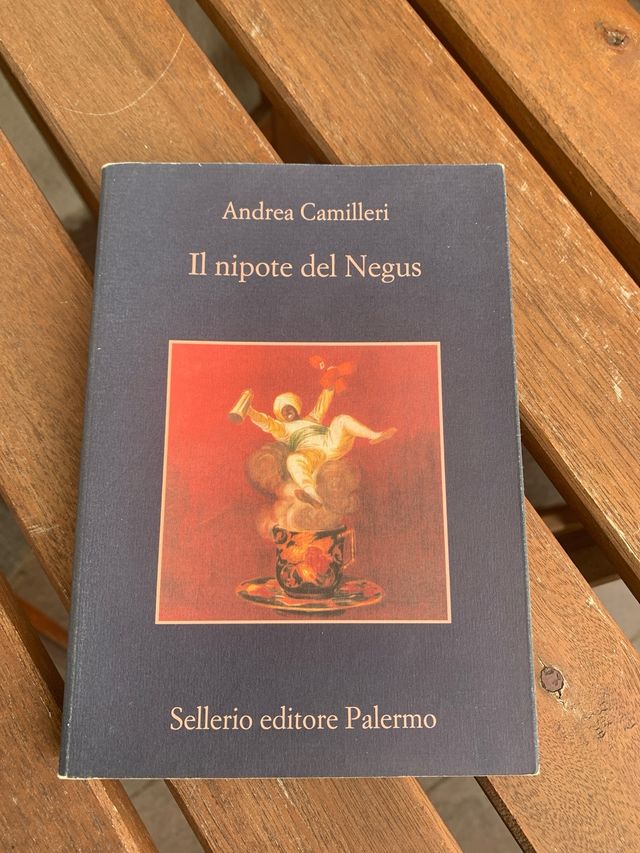 Andrea Camilleri
Il nipote del Negus
Sellerio editore Palermo